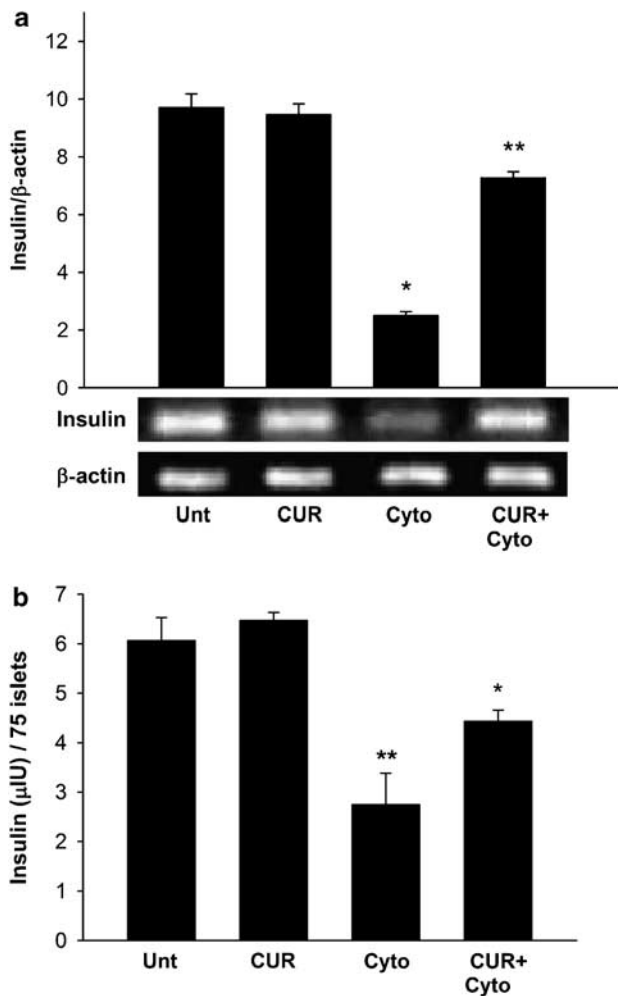 a
Insulin/β-actin
12
10
8
6
4
2
0
*
**
Insulin
β-actin
Unt CUR Cyto CUR+
Cyto
b
Insulin (μIU) / 75 islets
7
6
5
4
3
2
1
0
**
*
Unt CUR Cyto CUR+
Cyto